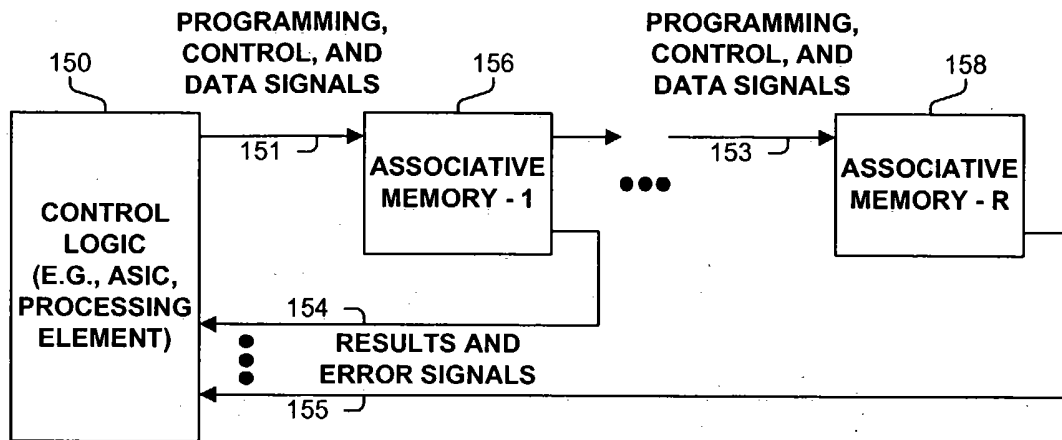 PROGRAMMING,
CONTROL, AND
DATA SIGNALS
PROGRAMMING,
CONTROL, AND
DATA SIGNALS
150
156
158
151
153
ASSOCIATIVE
MEMORY - 1
ASSOCIATIVE
MEMORY - R
CONTROL
LOGIC
(E.G., ASIC,
PROCESSING
ELEMENT)
154
RESULTS AND
ERROR SIGNALS
155